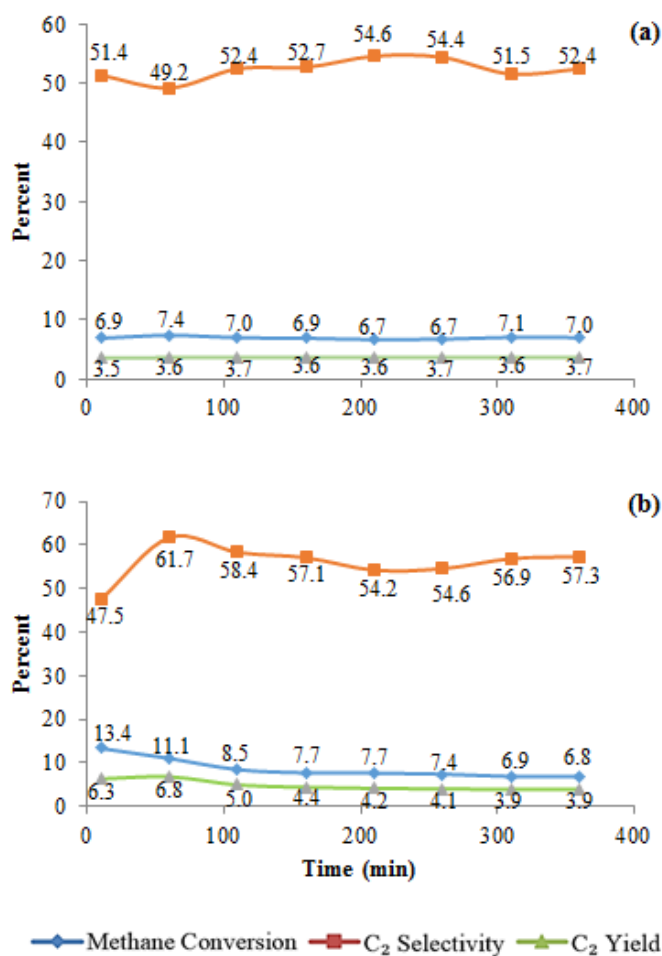 (a)
60
50
40
30
20
10
0
Percent
51.4 49.2 52.4 52.7 54.6 54.4 51.5 52.4
6.9 7.4 7.0 6.9 6.7 6.7 7.1 7.0
3.5 3.6 3.7 3.6 3.6 3.7 3.6 3.7
0 100 200 300 400
(b)
70
60
50
40
30
20
10
0
Percent
47.5 61.7 58.4 57.1 54.2 54.6 56.9 57.3
13.4 11.1 8.5 7.7 7.7 7.4 6.9 6.8
6.3 6.8 5.0 4.4 4.2 4.1 3.9 3.9
0 100 200 300 400
Time (min)
Methane Conversion C₂ Selectivity C₂ Yield